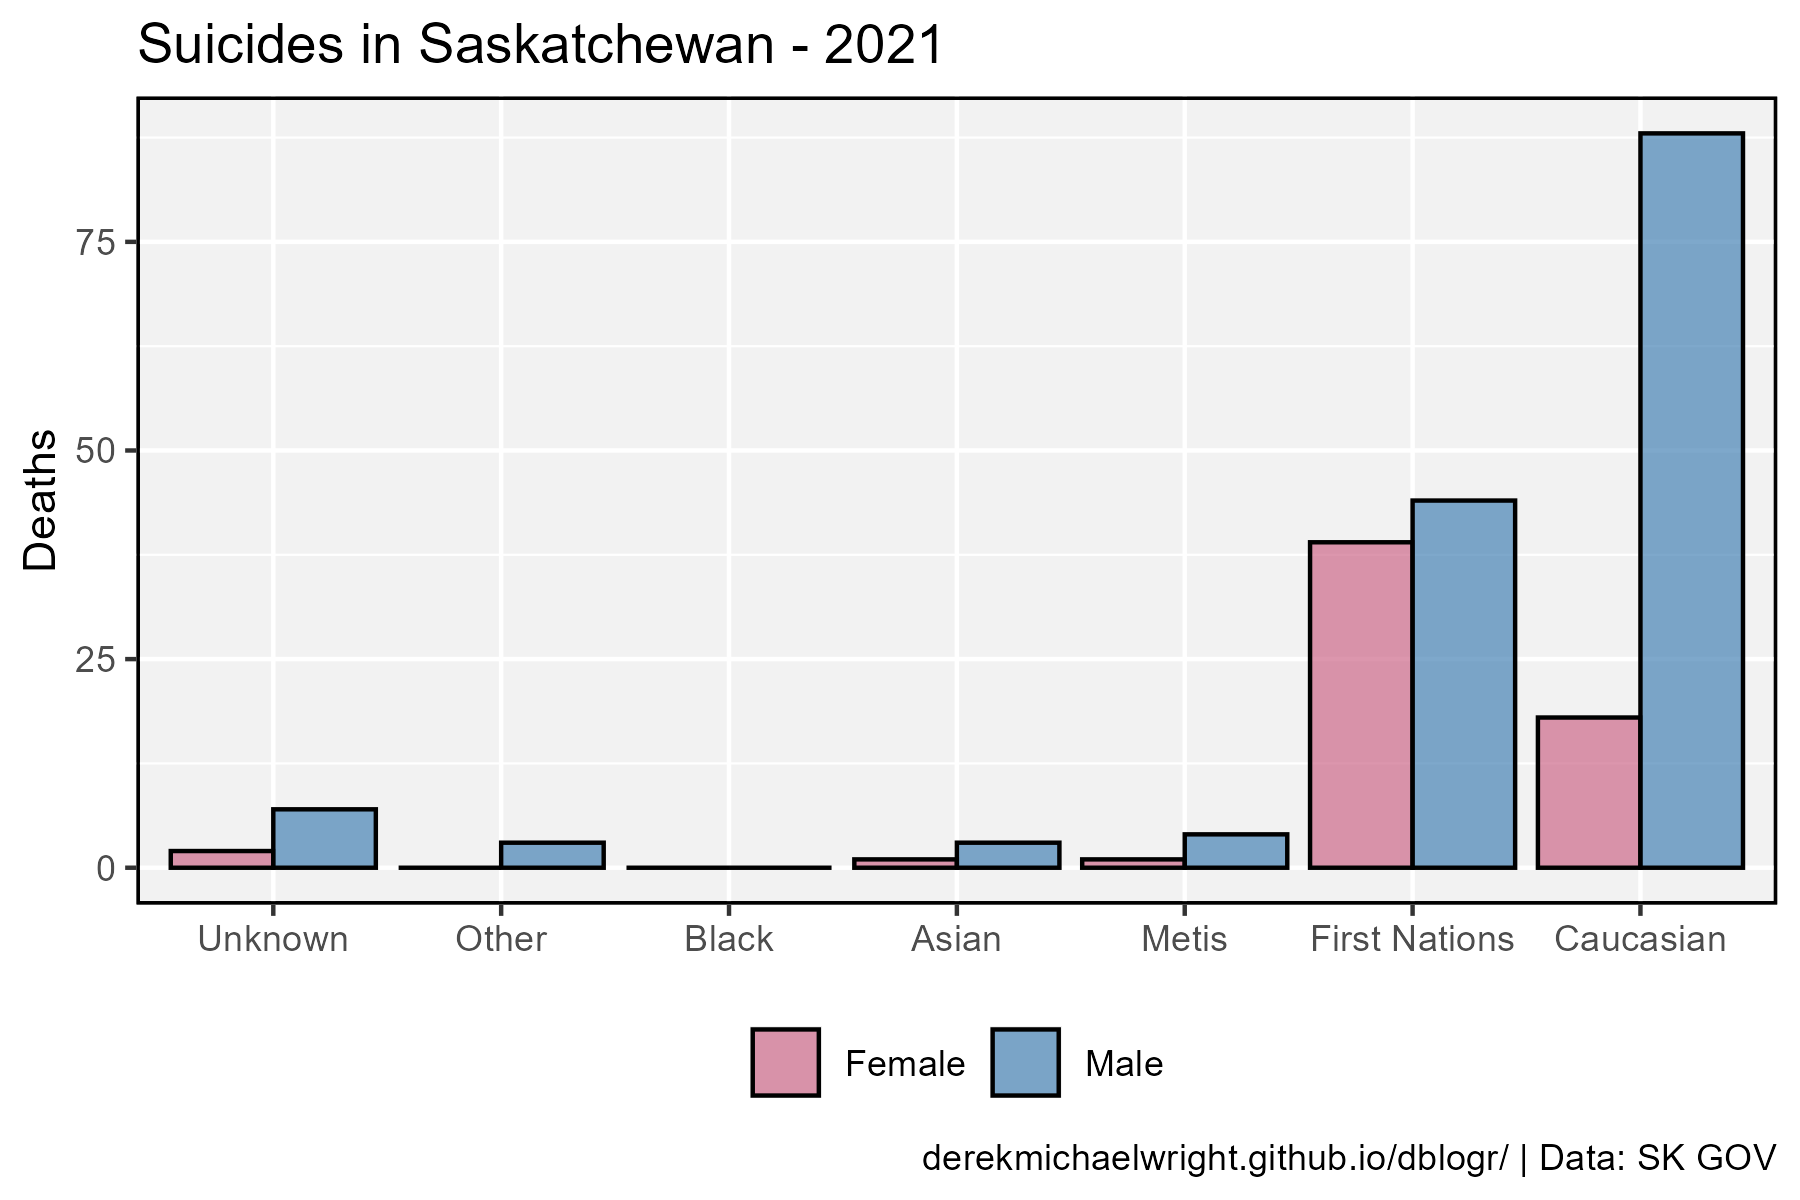 Suicides in Saskatchewan - 2021
Deaths
75
50
25
0
Unknown
Other
Black
Asian
Metis
First Nations
Caucasian
Female
Male
derekmichaelwright.github.io/dblogr/ | Data: SK GOV